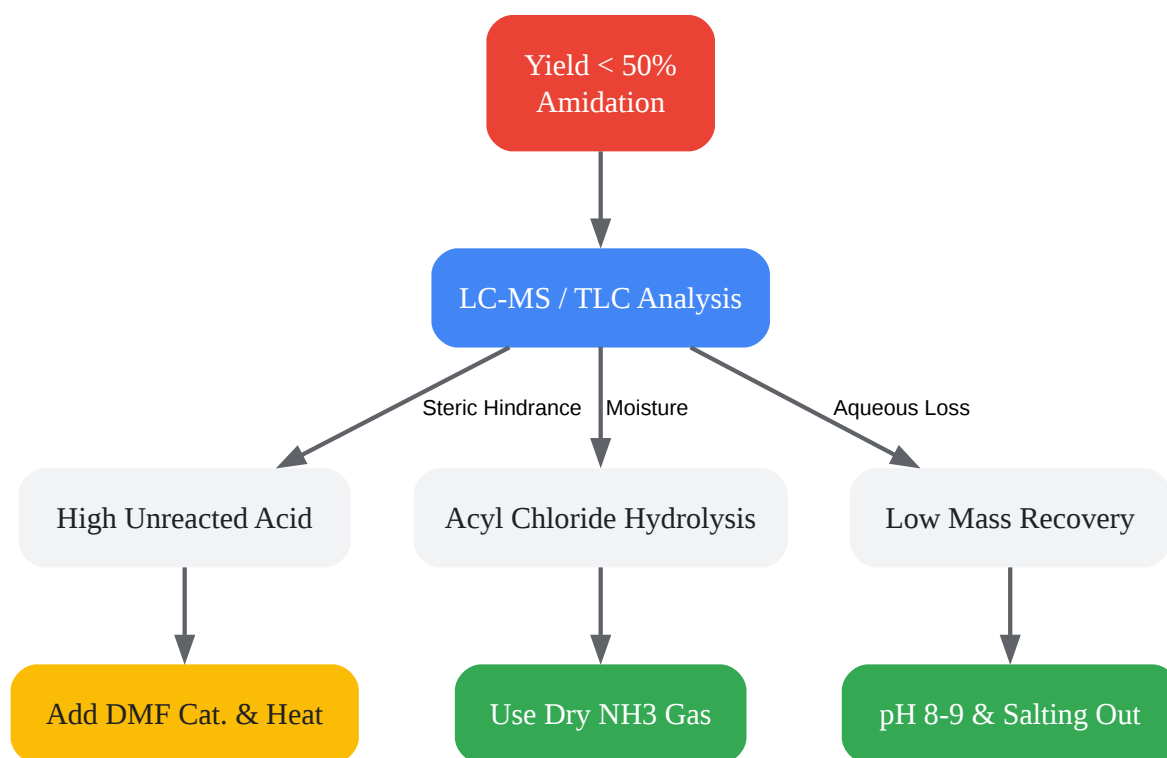 Yield < 50%
Amidation
LC-MS / TLC Analysis
Steric Hindrance
Moisture
Aqueous Loss
High Unreacted Acid
Acyl Chloride Hydrolysis
Low Mass Recovery
Add DMF Cat. & Heat
Use Dry NH3 Gas
pH 8-9 & Salting Out